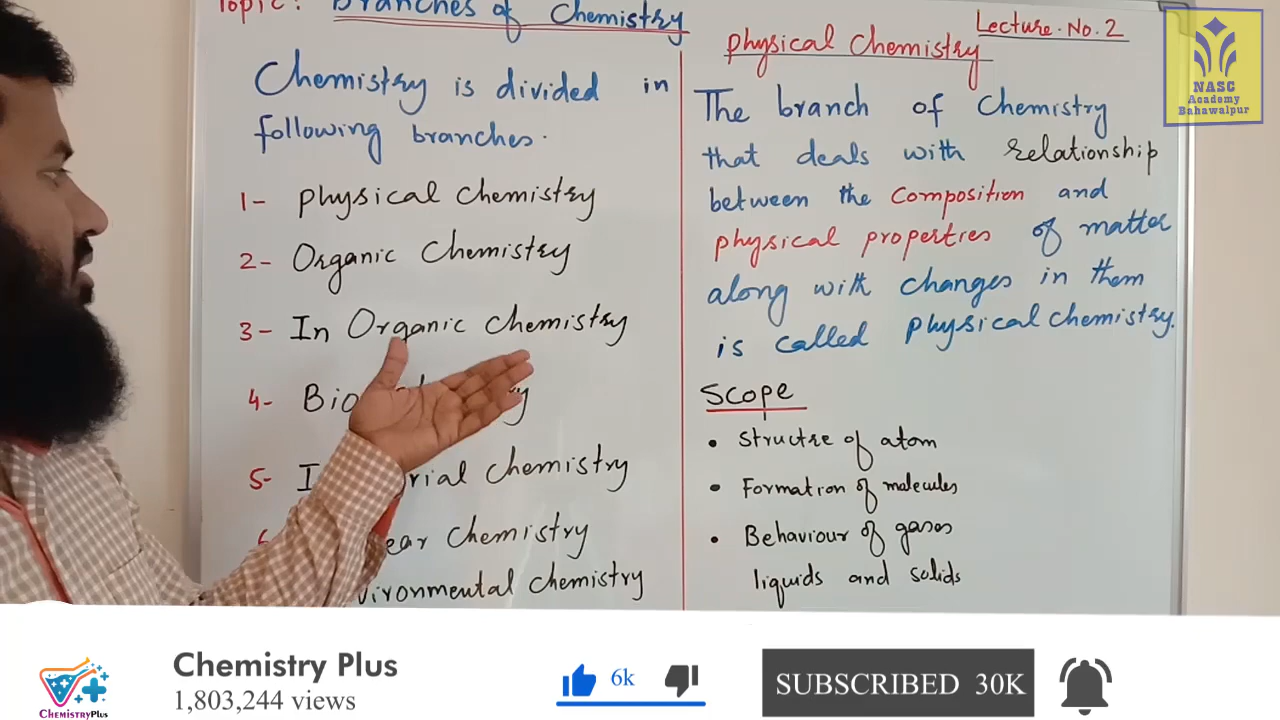 Topic: Branches of Chemistry
Chemistry is divided in
following branches.
1- Physical Chemistry
2- Organic Chemistry
3- In Organic Chemistry
4-
5- Chemistry
Chemistry
Chemistry
Lecture. No. 2
physical Chemistry
The branch of Chemistry
that deals with relationship
between the Composition and
physical properties of matter
along with changes in them
is called physical chemistry.
Scope
• Structre of atom
• Formation of molecules
• Behaviour of gases
liquids and solids
NASC
Academy
Bahawalpur
Chemistry Plus
1,803,244 views
6k
SUBSCRIBED 30K
ChemistryPlus